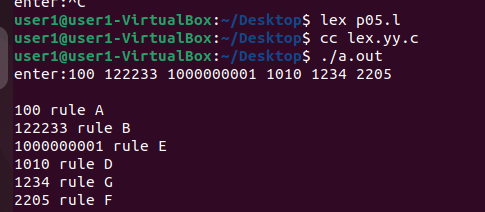 enter:^C
user1@user1-VirtualBox:~/Desktop$ lex p05.l
user1@user1-VirtualBox:~/Desktop$ cc lex.yy.c
user1@user1-VirtualBox:~/Desktop$ ./a.out
enter:100 122233 1000000001 1010 1234 2205
100 rule A
122233 rule B
1000000001 rule E
1010 rule D
1234 rule G
2205 rule F